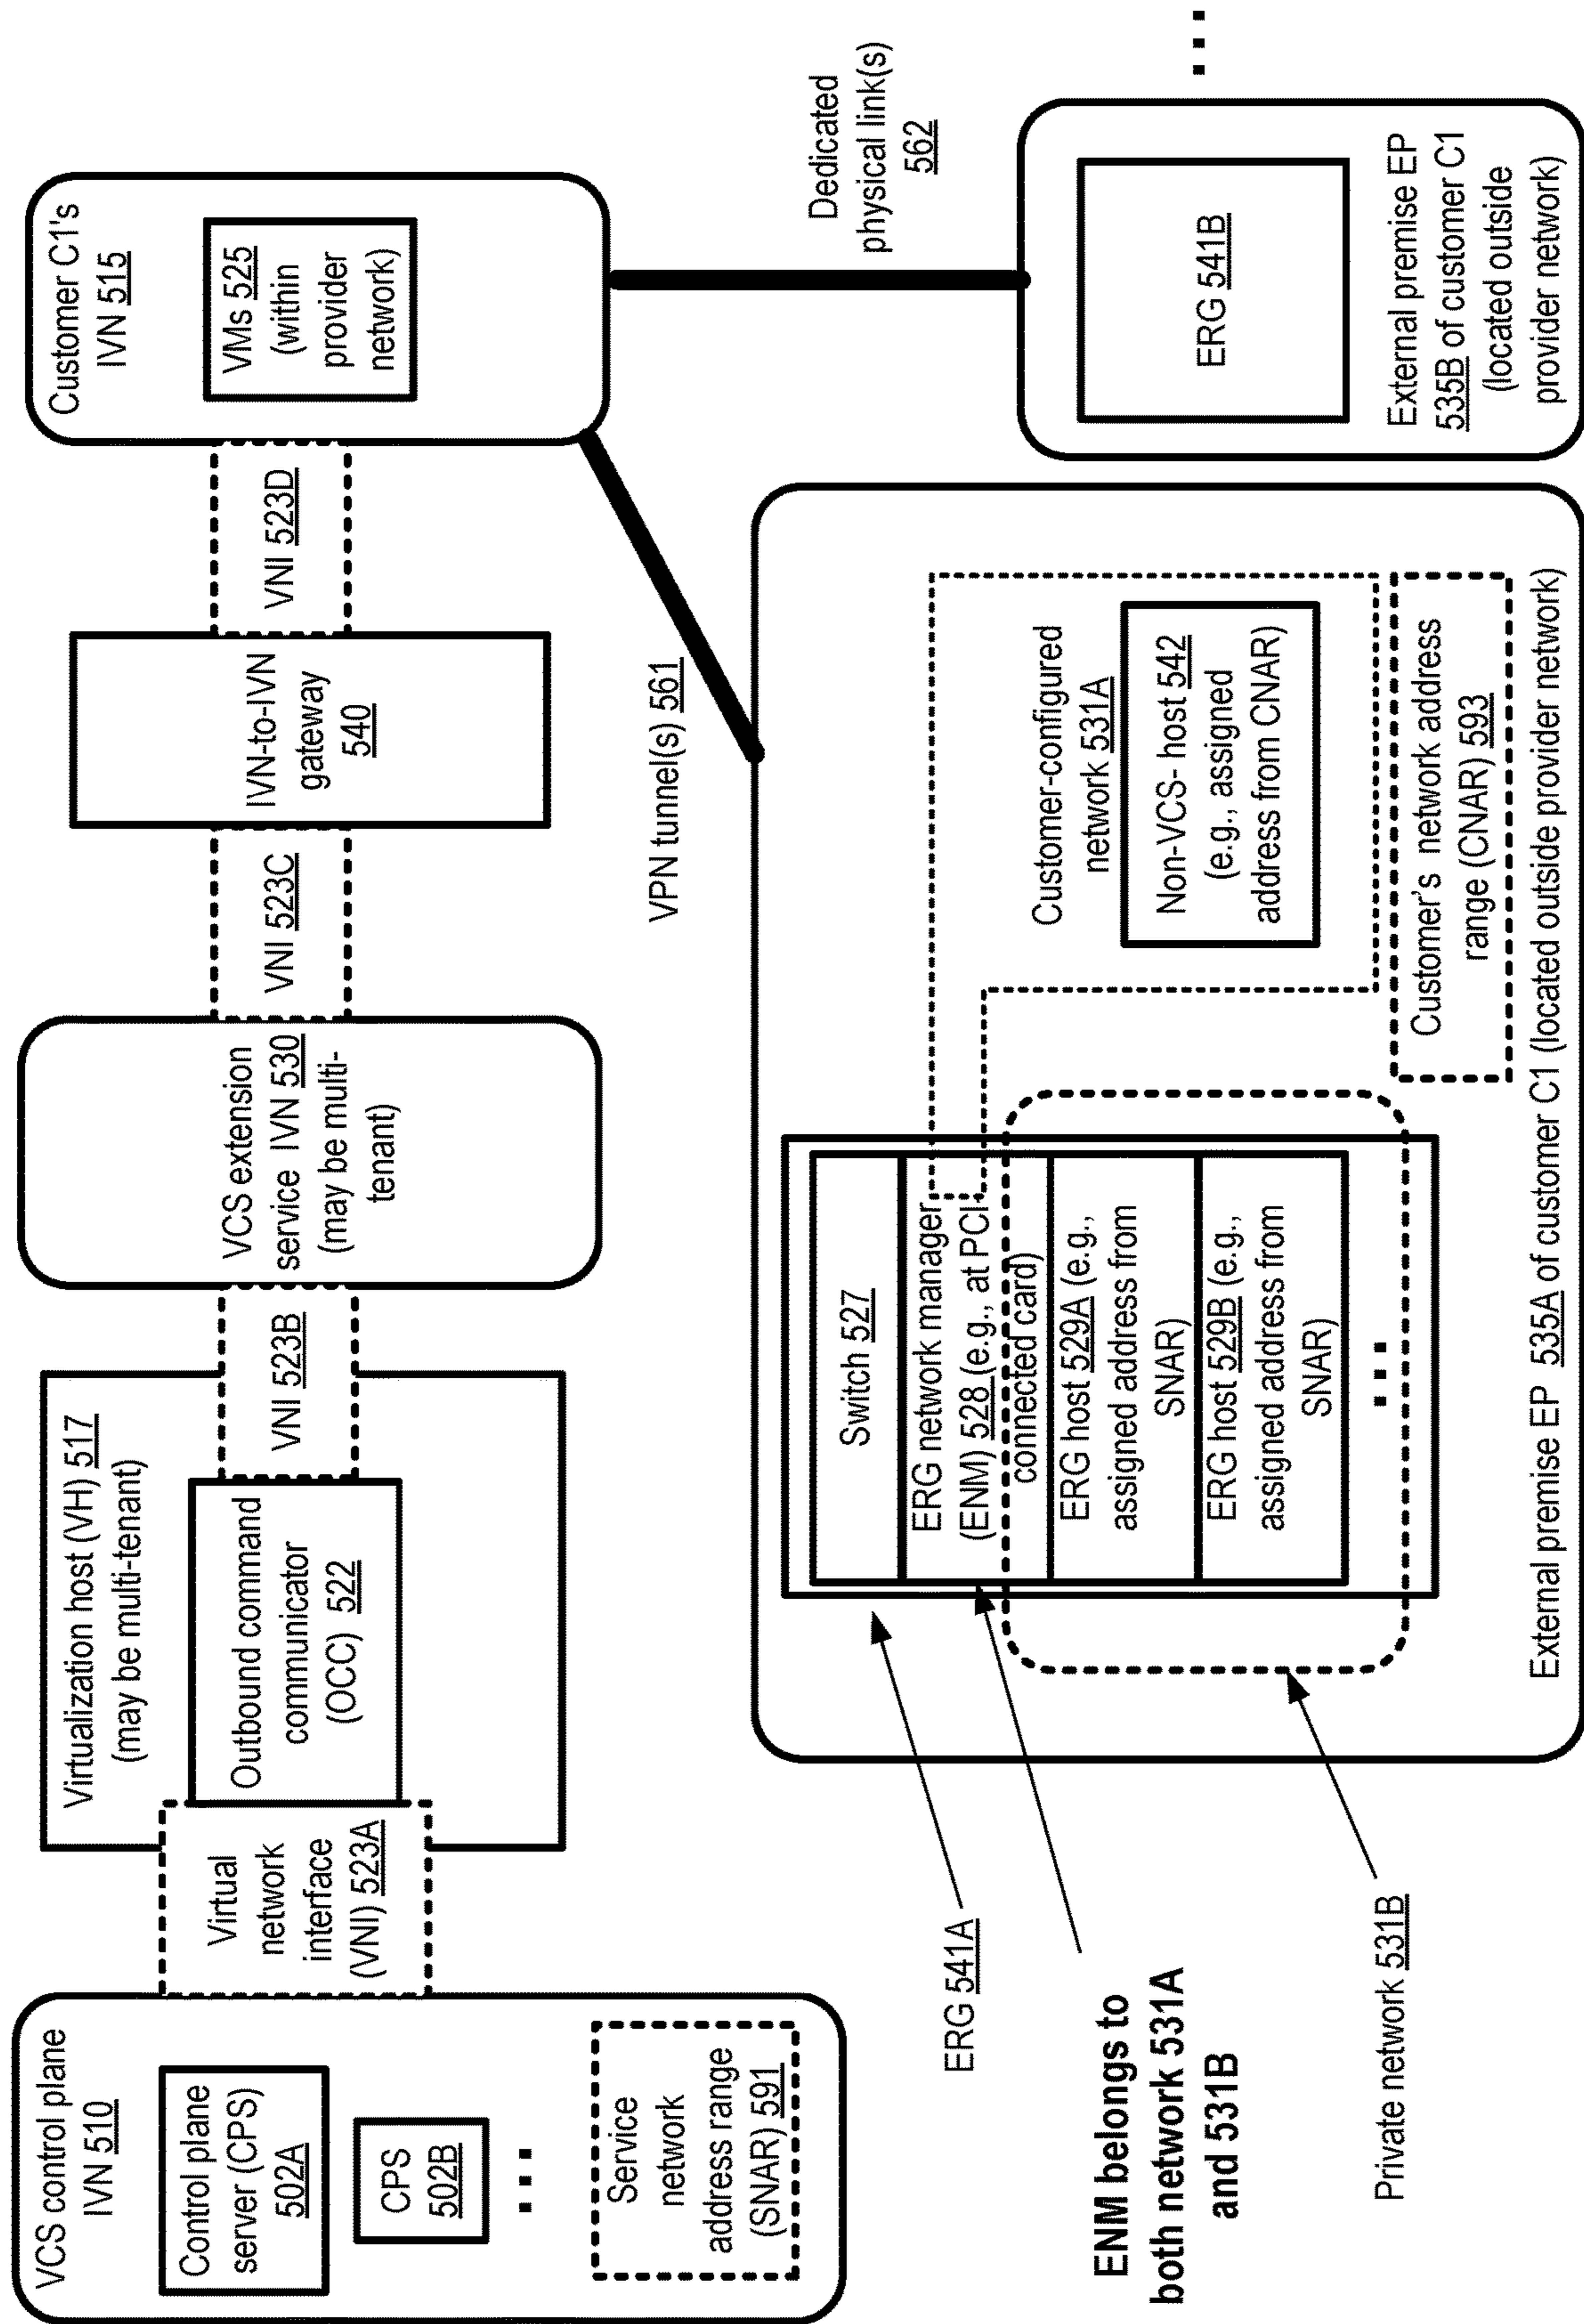 VCS control plane
IVN 510
Control plane
server (CPS)
502A
CPS
502B
Service
network
address range
(SNAR) 591
Virtual
network
interface
(VNI) 523A
Virtualization host (VH) 517
(may be multi-tenant)
Outbound command
communicator
(OCC) 522
VNI 523B
VCS extension
service IVN 530
(may be multi-
tenant)
VNI 523C
IVN-to-IVN
gateway
540
VNI 523D
Customer C1's
IVN 515
VMs 525
(within
provider
network)
VPN tunnel(s) 561
Dedicated
physical link(s)
562
ERG 541A
ENM belongs to
both network 531A
and 531B
Private network 531B
Switch 527
ERG network manager
(ENM) 528 (e.g., at PCI-
connected card)
ERG host 529A (e.g.,
assigned address from
SNAR)
ERG host 529B (e.g.,
assigned address from
SNAR)
Customer-configured
network 531A
Non-VCS- host 542
(e.g., assigned
address from CNAR)
Customer's network address
range (CNAR) 593
External premise EP 535A of customer C1 (located outside provider network)
ERG 541B
External premise EP
535B of customer C1
(located outside
provider network)